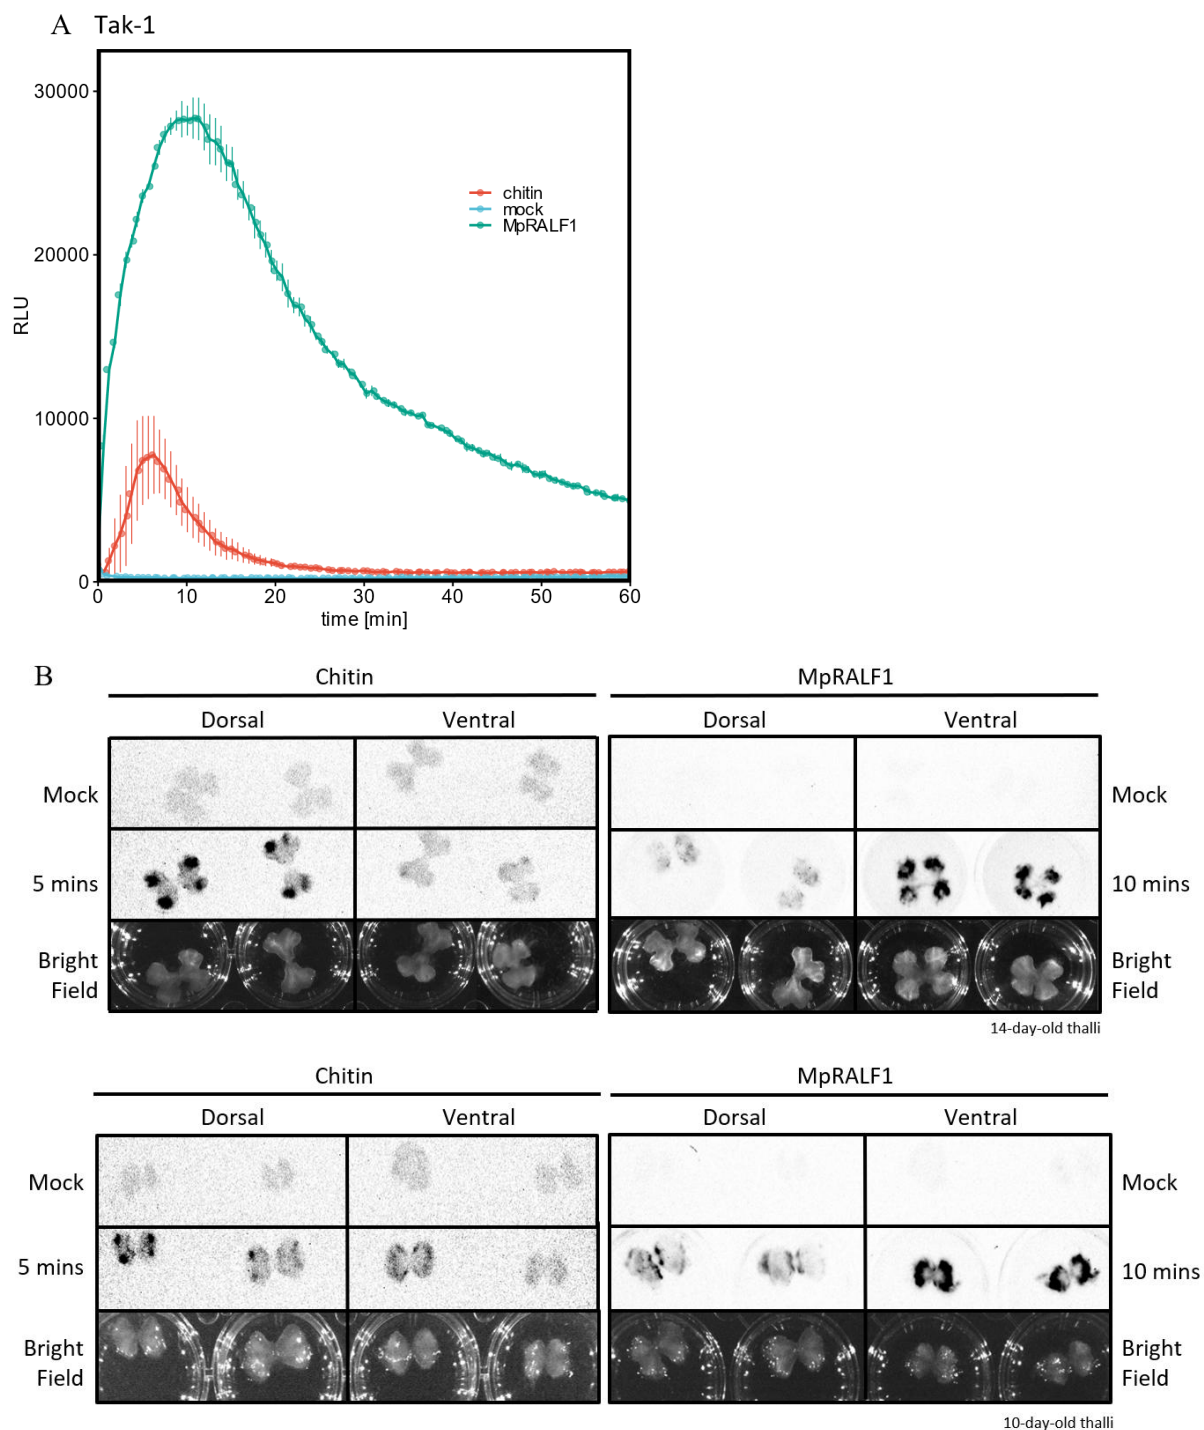 A Tak-1
30000
20000
10000
0
RLU
chitin
mock
MpRALF1
0 10 20 30 40 50 60
time [min]
B
Chitin MpRALF1
Dorsal Ventral Dorsal Ventral
Mock Mock
5 mins 10 mins
Bright Field Bright Field
14-day-old thalli
Chitin MpRALF1
Dorsal Ventral Dorsal Ventral
Mock Mock
5 mins 10 mins
Bright Field Bright Field
10-day-old thalli